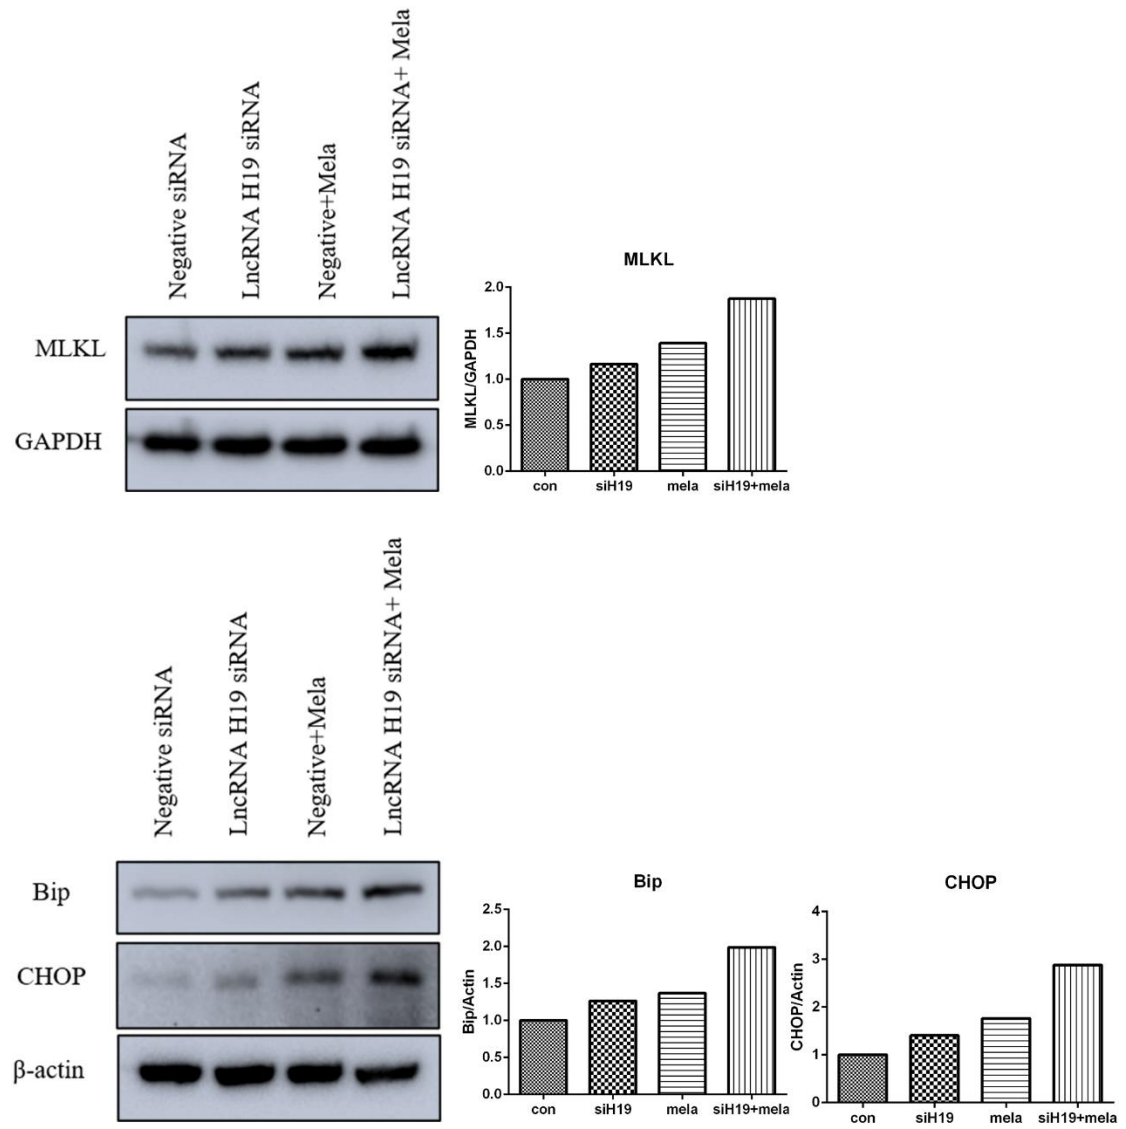 Negative siRNA
LncRNA H19 siRNA
Negative+Mela
LncRNA H19 siRNA+ Mela
MLKL
GAPDH
MLKL
MLKL/GAPDH
2.0
1.5
1.0
0.5
0.0
con siH19 mela siH19+mela
Negative siRNA
LncRNA H19 siRNA
Negative+Mela
LncRNA H19 siRNA+ Mela
Bip
CHOP
β-actin
Bip
Bip/Actin
2.5
2.0
1.5
1.0
0.5
0.0
con siH19 mela siH19+mela
CHOP
CHOP/Actin
4
3
2
1
0
con siH19 mela siH19+mela